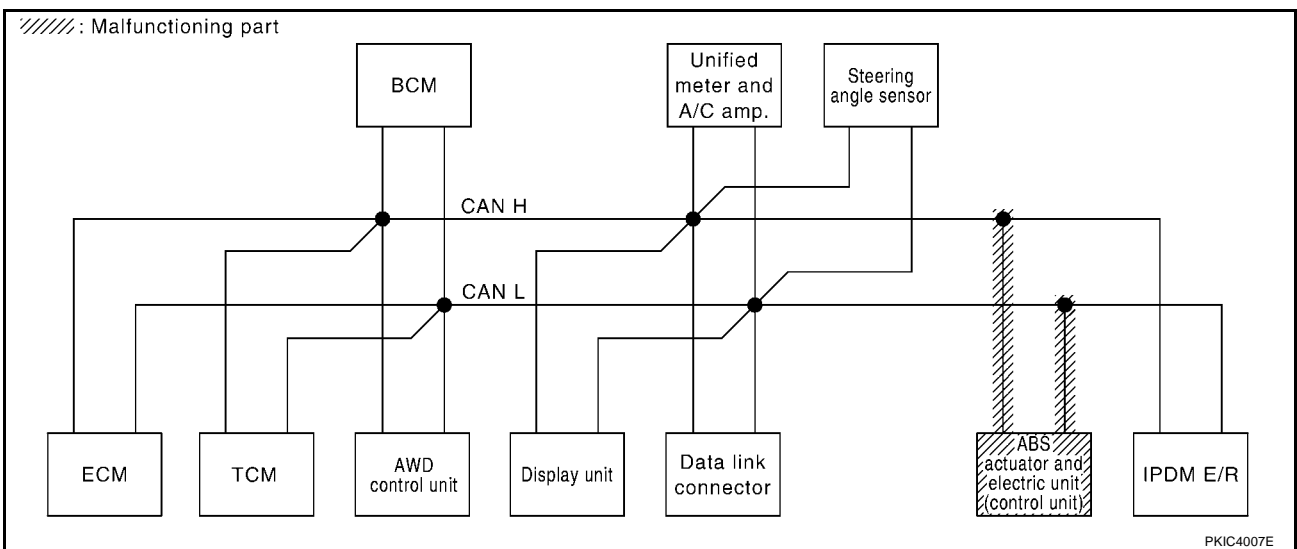 : Malfunctioning part
BCM
Unified
meter and
A/C amp.
Steering
angle sensor
CAN H
CAN L
ECM
TCM
AWD
control unit
Display unit
Data link
connector
ABS
actuator and
electric unit
(control unit)
IPDM E/R
PKIC4007E